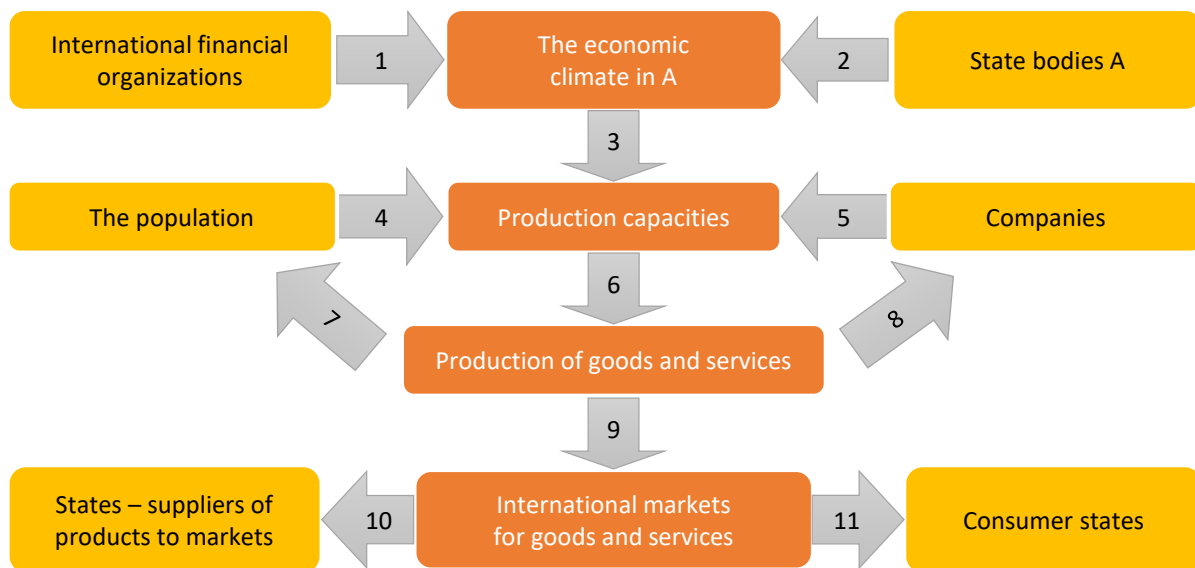 International financial
organizations
1
The economic
climate in A
2
State bodies A
3
The population
4
Production capacities
5
Companies
6
7
8
Production of goods and services
9
States – suppliers of
products to markets
10
International markets
for goods and services
11
Consumer states